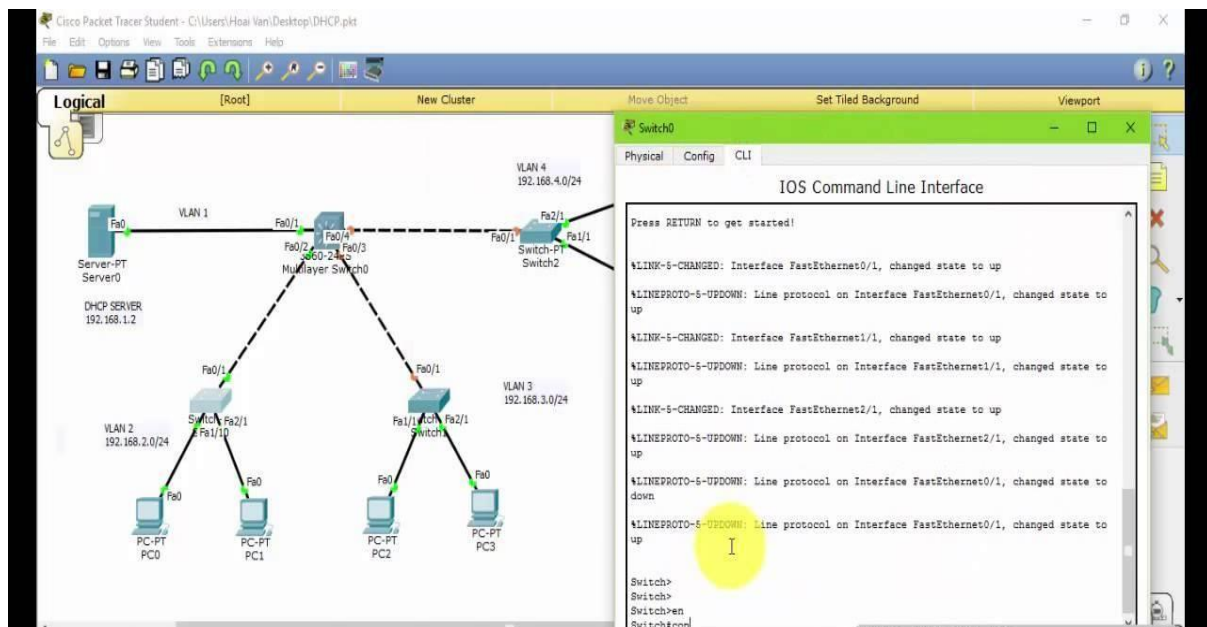 Cisco Packet Tracer Student - C:\Users\Hoai Van\Desktop\DHCP.pkt
File Edit Options View Tools Extensions Help
Logical [Root] New Cluster Move Object Set Tiled Background Viewport
VLAN 4
192.168.4.0/24
VLAN 1
Fa0
Fa0/1
Fa0/4
Fa0/2
Fa0/3
Multilayer Switch0
Server-PT
Server0
DHCP SERVER
192.168.1.2
Fa0/1
Fa2/1
Fa1/1
Switch-PT
Switch2
Fa0/1
Fa2/1
VLAN 2
192.168.2.0/24
Fa0
Fa0
PC-PT
PC0
PC-PT
PC1
Fa0/1
Fa2/1
Switch1
VLAN 3
192.168.3.0/24
Fa0
Fa0
PC-PT
PC2
PC-PT
PC3
Switch0
Physical Config CLI
IOS Command Line Interface
Press RETURN to get started!
%LINK-5-CHANGED: Interface FastEthernet0/1, changed state to up
%LINEPROTO-5-UPDOWN: Line protocol on Interface FastEthernet0/1, changed state to
up
%LINK-5-CHANGED: Interface FastEthernet1/1, changed state to up
%LINEPROTO-5-UPDOWN: Line protocol on Interface FastEthernet1/1, changed state to
up
%LINK-5-CHANGED: Interface FastEthernet2/1, changed state to up
%LINEPROTO-5-UPDOWN: Line protocol on Interface FastEthernet2/1, changed state to
up
%LINEPROTO-5-UPDOWN: Line protocol on Interface FastEthernet0/1, changed state to
down
%LINEPROTO-5-UPDOWN: Line protocol on Interface FastEthernet0/1, changed state to
up
Switch>
Switch>
Switch>en
Switch#con